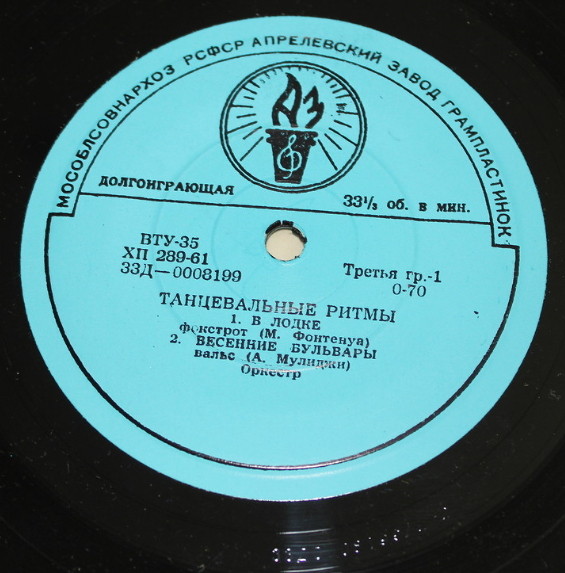 МОСОБЛСОВНАРХОЗ РСФСР АПРЕЛЕВСКИЙ ЗАВОД ГРАМПЛАСТИНОК
АЗ
ДОЛГОИГРАЮЩАЯ
33⅓ об. в мин.
ВТУ-35
ХП 289-61
33Д—0008199
Третья гр.-1
0-70
ТАНЦЕВАЛЬНЫЕ РИТМЫ
1. В ЛОДКЕ
фокстрот (М. Фонтенуа)
2. ВЕСЕННИЕ БУЛЬВАРЫ
вальс (А. Мулиджи)
Оркестр